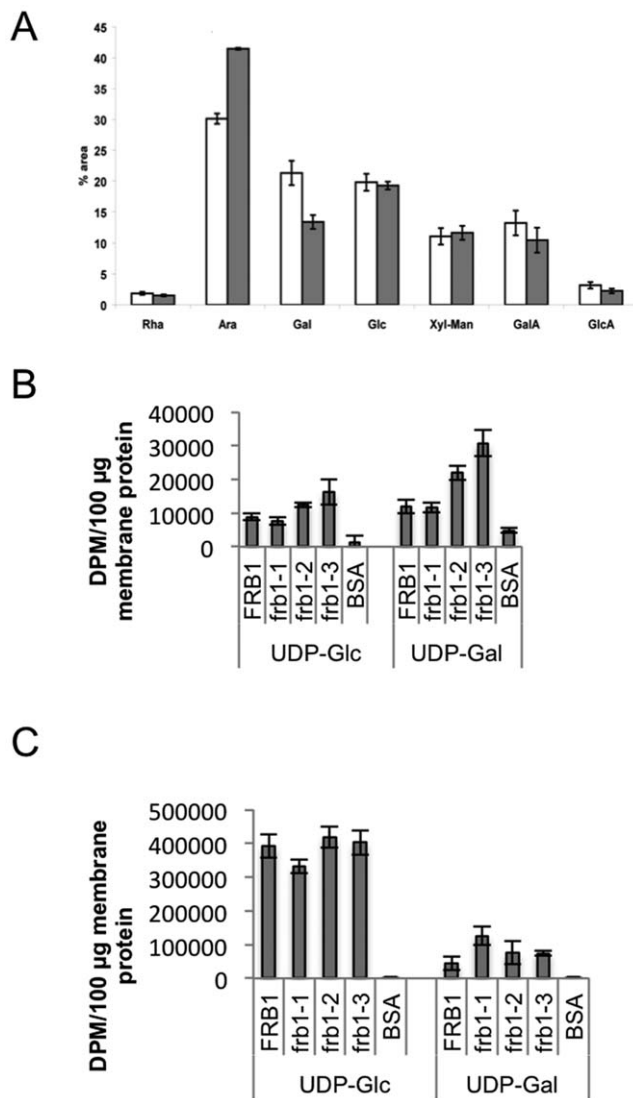 A
% area
45
40
35
30
25
20
15
10
5
0
Rha Ara Gal Glc Xyl-Man GalA GlcA
B
DPM/100 µg
membrane protein
40000
30000
20000
10000
0
FRB1 frb1-1 frb1-2 frb1-3 BSA FRB1 frb1-1 frb1-2 frb1-3 BSA
UDP-Glc UDP-Gal
C
DPM/100 µg membrane
protein
500000
400000
300000
200000
100000
0
FRB1 frb1-1 frb1-2 frb1-3 BSA FRB1 frb1-1 frb1-2 frb1-3 BSA
UDP-Glc UDP-Gal